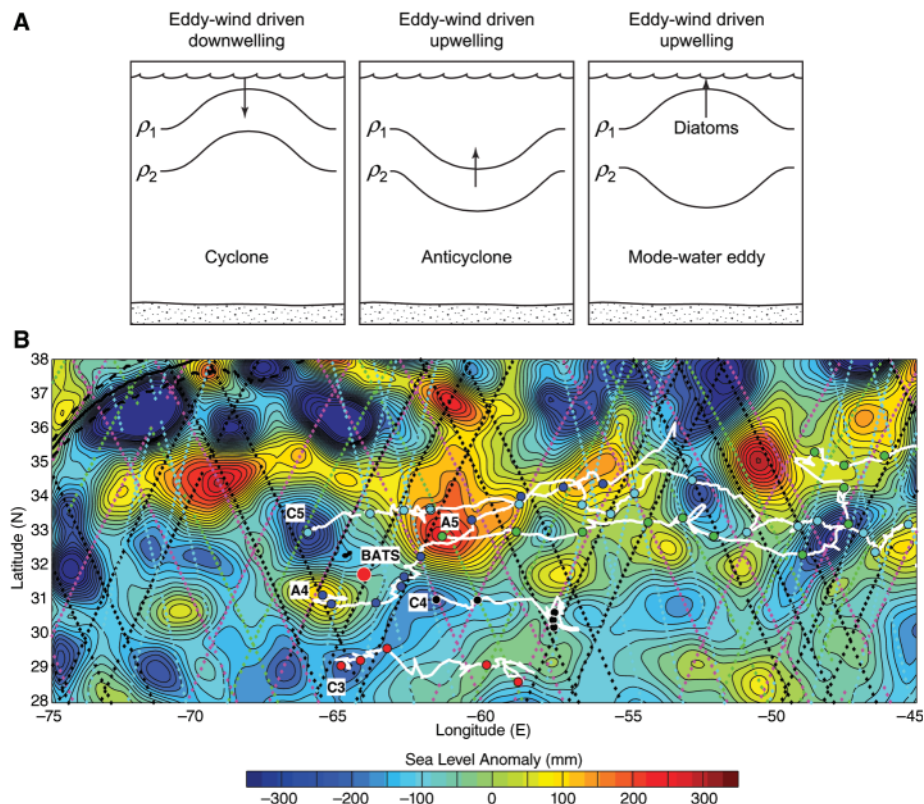 A
Eddy-wind driven
downwelling
Eddy-wind driven
upwelling
Eddy-wind driven
upwelling
ρ1
ρ2
Cyclone
ρ1
ρ2
Anticyclone
ρ1
Diatoms
ρ2
Mode-water eddy
B
38
37
36
35
34
33
32
31
30
29
28
Latitude (N)
C5
A5
BATS
A4
C4
C3
−75 −70 −65 −60 −55 −50 −45
Longitude (E)
Sea Level Anomaly (mm)
−300 −200 −100 0 100 200 300